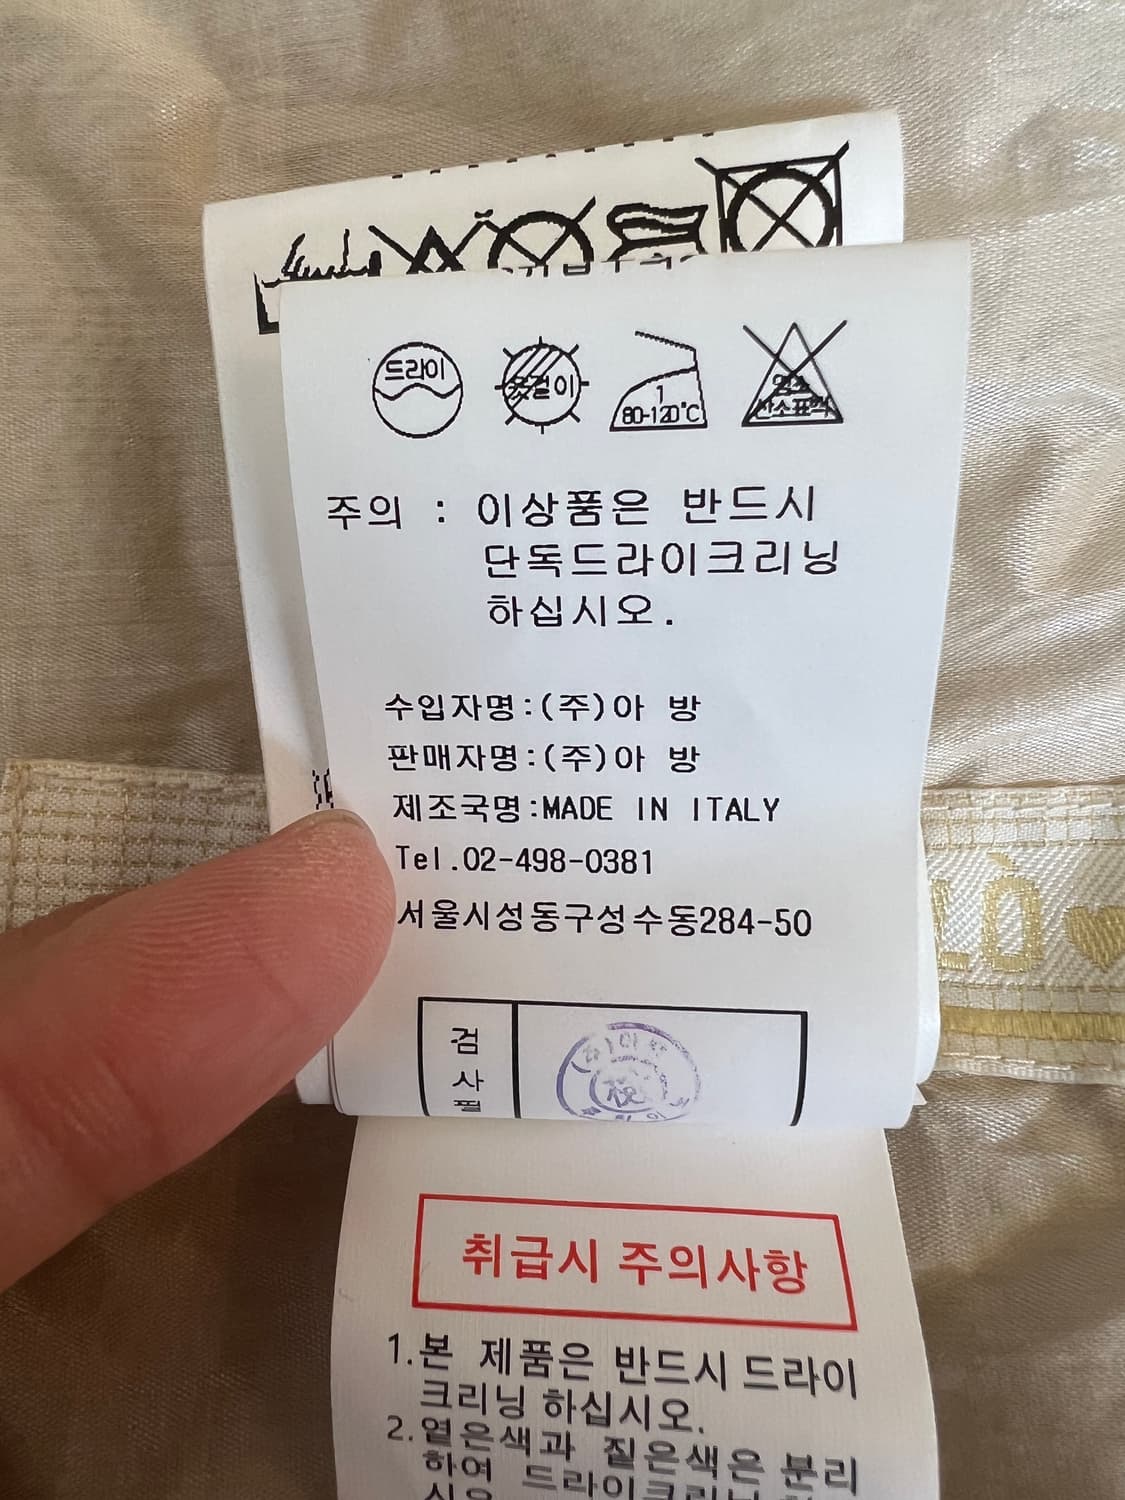 드라이
옷걸이
1
80-120°C
염소
산소표백
주의 : 이상품은 반드시
단독드라이크리닝
하십시오.
수입자명:(주)아 방
판매자명:(주)아 방
제조국명:MADE IN ITALY
Tel.02-498-0381
서울시성동구성수동284-50
LÒ
검
사
필
취급시 주의사항
1.본 제품은 반드시 드라이
크리닝 하십시오.
2.옅은색과 짙은색은 분리
하여 드라이크리닝